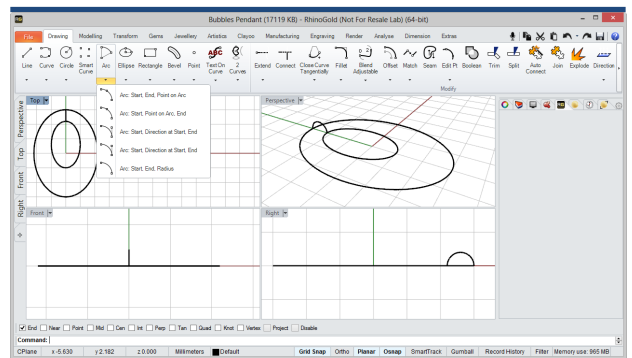 Bubbles Pendant (17119 KB) - RhinoGold (Not For Resale Lab) (64-bit)
File Drawing Modelling Transform Gems Jewellery Artistics Clayoo Manufacturing Engraving Render Analyse Dimension Extras
Line Curve Circle Smart Curve Arc Ellipse Rectangle Bevel Point Text On Curve 2 Curves Extend Connect Close Curve Tangentially Fillet Blend Adjustable Offset Match Seam Edit Pt Boolean Trim Split Auto Connect Join Explode Direction
Modify
Arc: Start, End, Point on Arc
Arc: Start, Point on Arc, End
Arc: Start, Direction at Start, End
Arc: Start, Direction at Start, End
Arc: Start, End, Radius
Perspective
Top
Front
Right
Top
Perspective
Front
Right
End Near Point Mid Cen Int Perp Tan Quad Knot Vertex Project Disable
Command:
CPlane x -5.630 y 2.182 z 0.000 Millimeters Default Grid Snap Ortho Planar Osnap SmartTrack Gumball Record History Filter Memory use: 965 MB